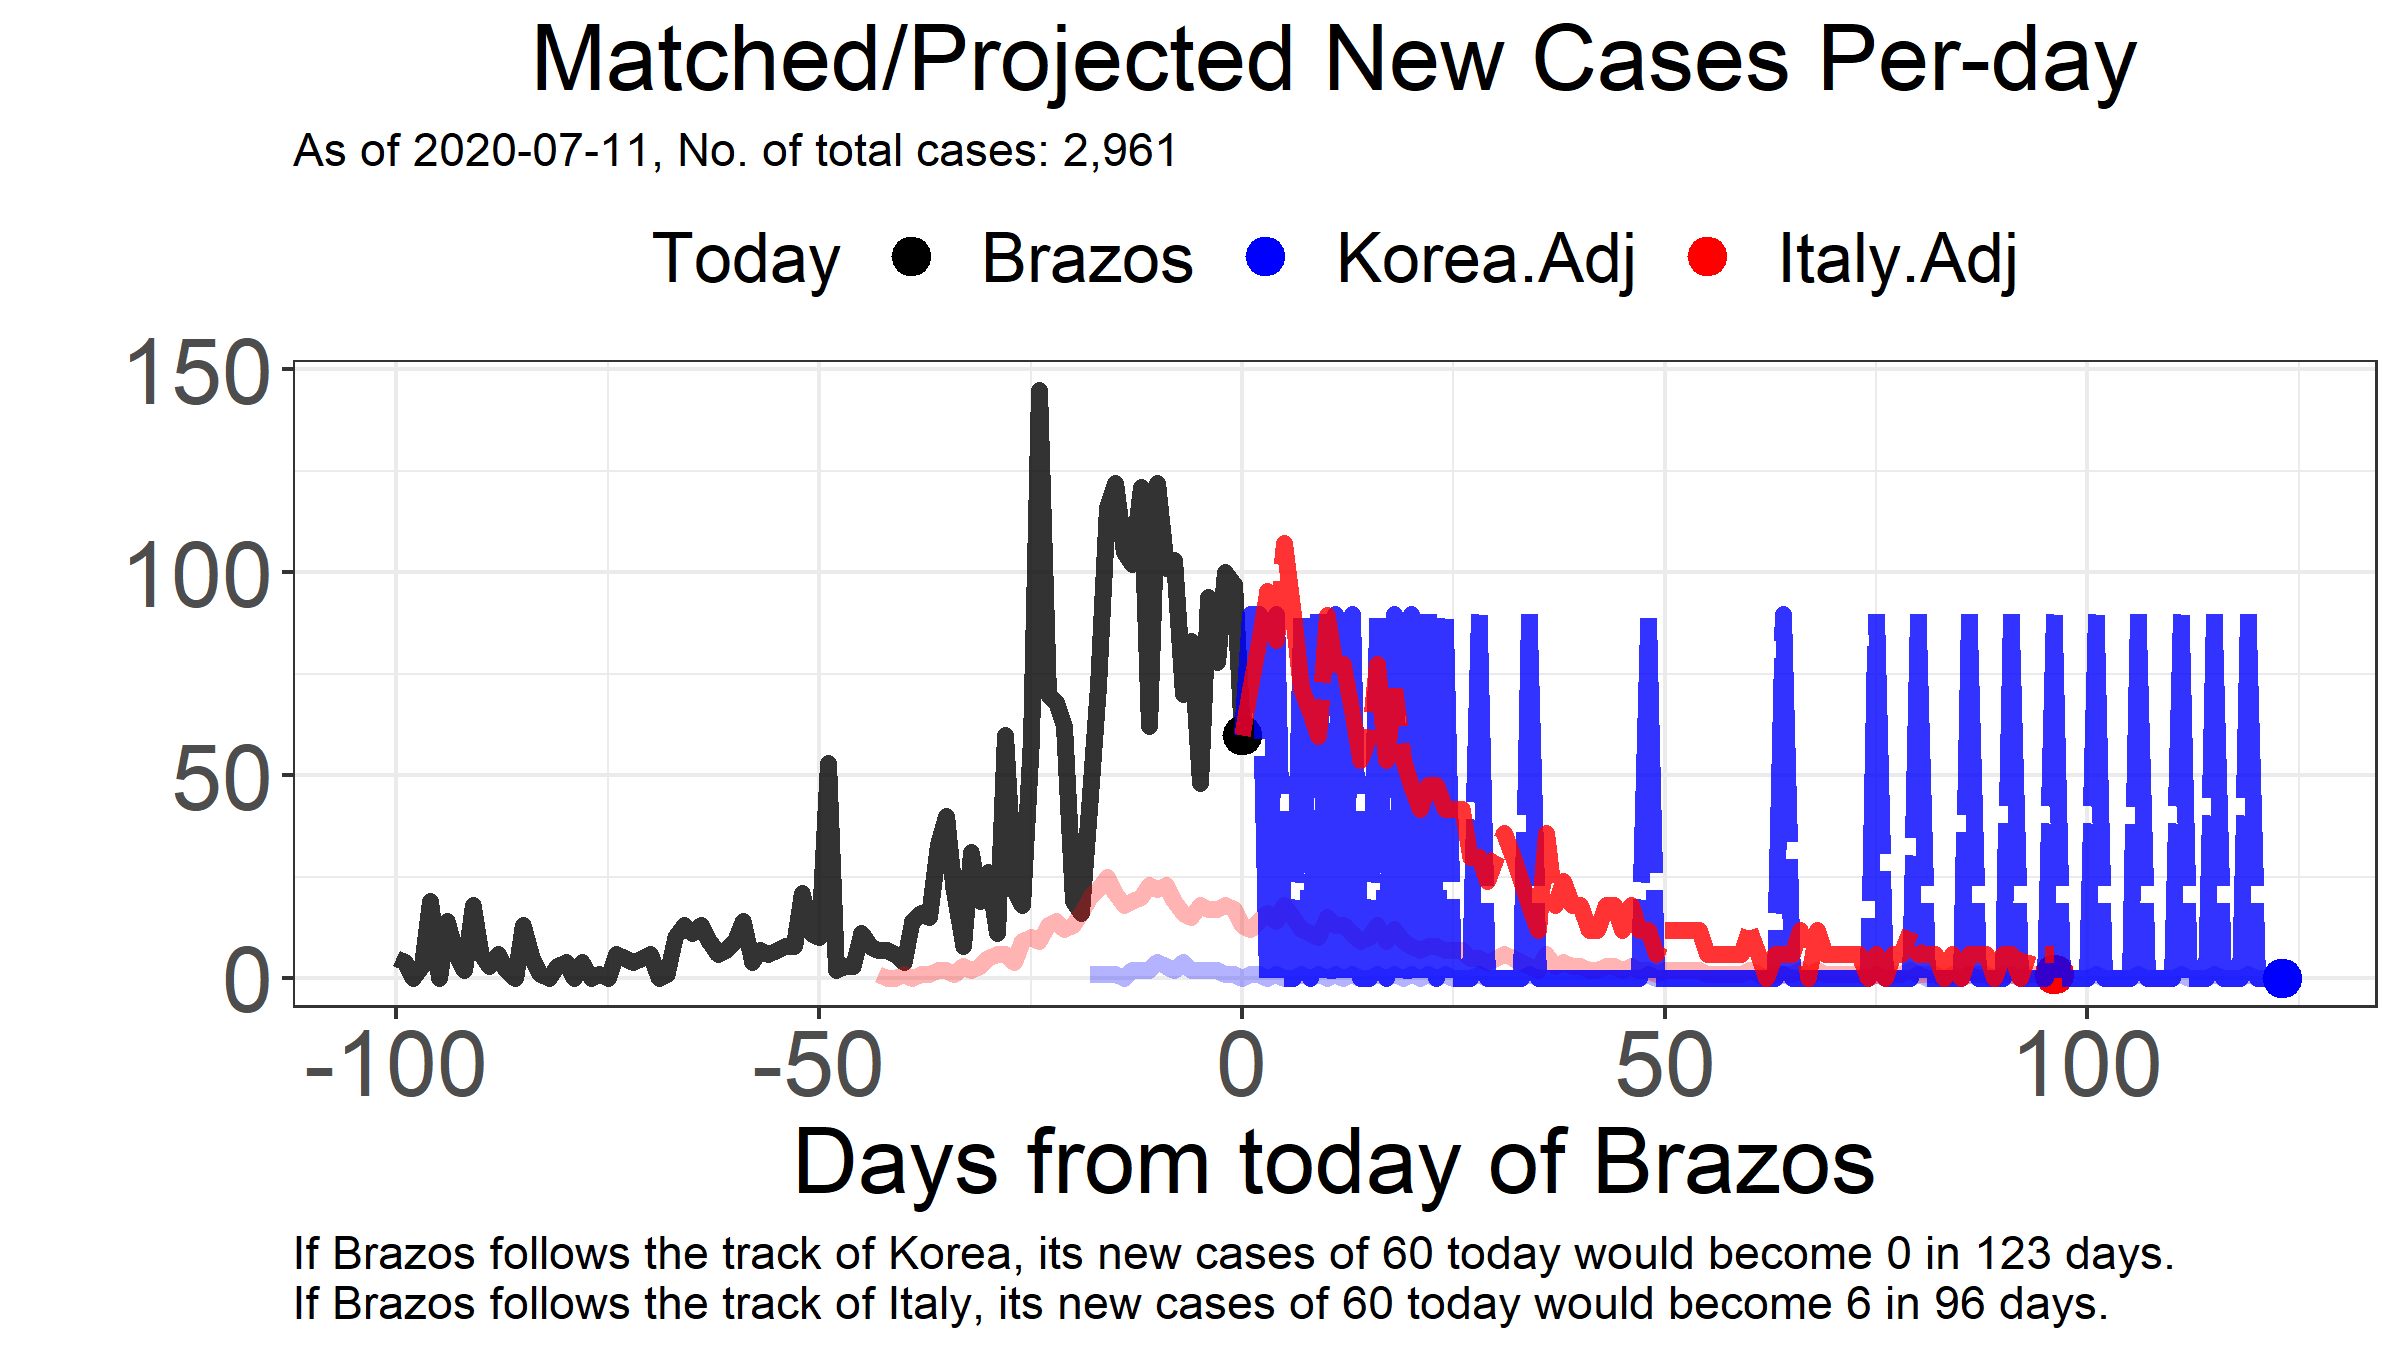 Matched/Projected New Cases Per-day
As of 2020-07-11, No. of total cases: 2,961
Today Brazos Korea.Adj Italy.Adj
150
100
50
0
-100 -50 0 50 100
Days from today of Brazos
If Brazos follows the track of Korea, its new cases of 60 today would become 0 in 123 days.
If Brazos follows the track of Italy, its new cases of 60 today would become 6 in 96 days.